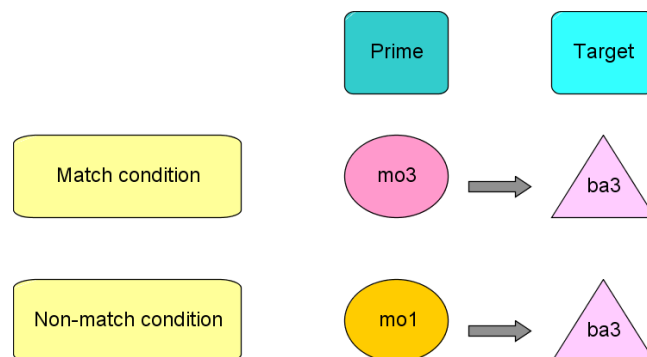 Prime
Target
Match condition
mo3
ba3
Non-match condition
mo1
ba3